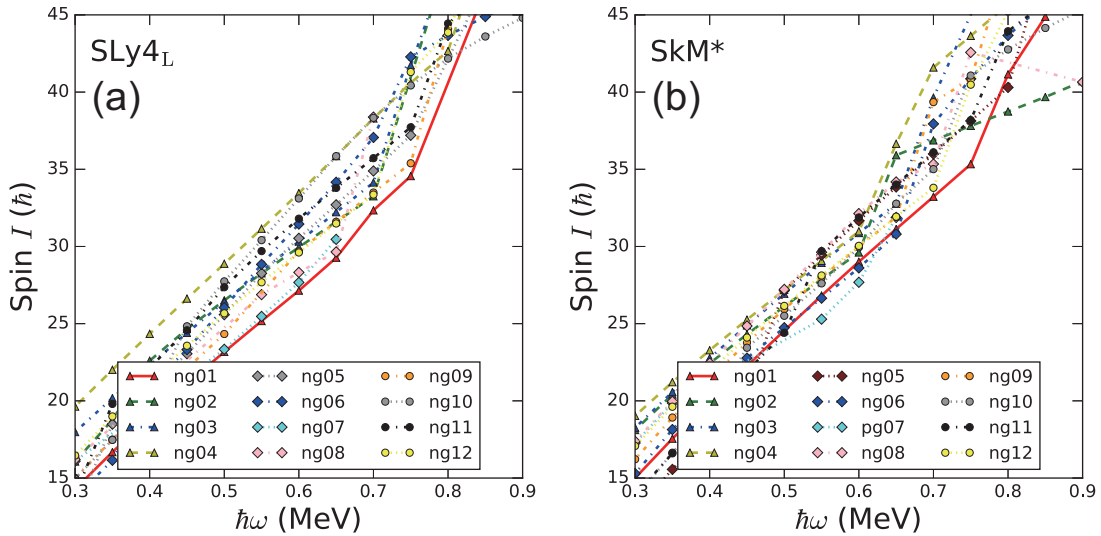 SLy4L
(a)
Spin I (ħ)
45
40
35
30
25
20
15
ng01 ng05 ng09
ng02 ng06 ng10
ng03 ng07 ng11
ng04 ng08 ng12
0.3 0.4 0.5 0.6 0.7 0.8 0.9
ħω (MeV)
SkM*
(b)
Spin I (ħ)
45
40
35
30
25
20
15
ng01 ng05 ng09
ng02 ng06 ng10
ng03 pg07 ng11
ng04 ng08 ng12
0.3 0.4 0.5 0.6 0.7 0.8 0.9
ħω (MeV)